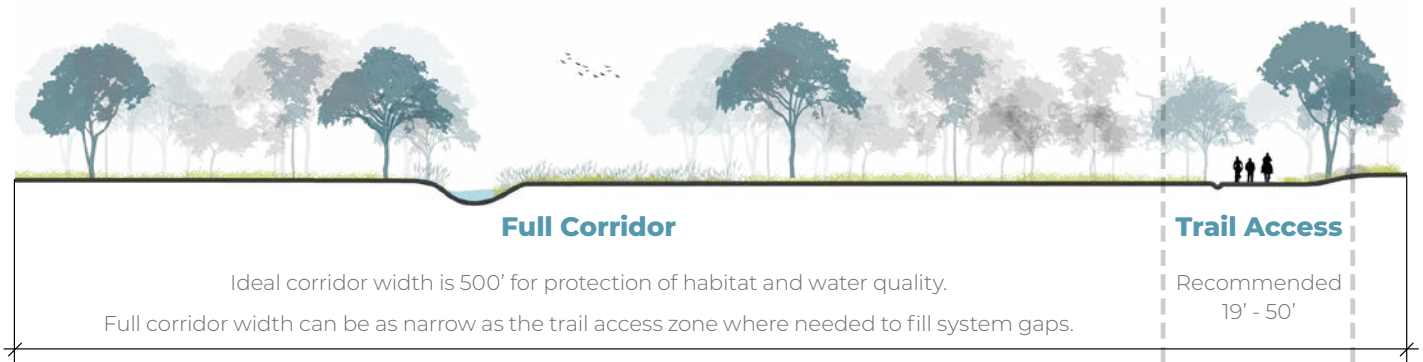 Full Corridor
Ideal corridor width is 500’ for protection of habitat and water quality.
Full corridor width can be as narrow as the trail access zone where needed to fill system gaps.
Trail Access
Recommended
19’ - 50’